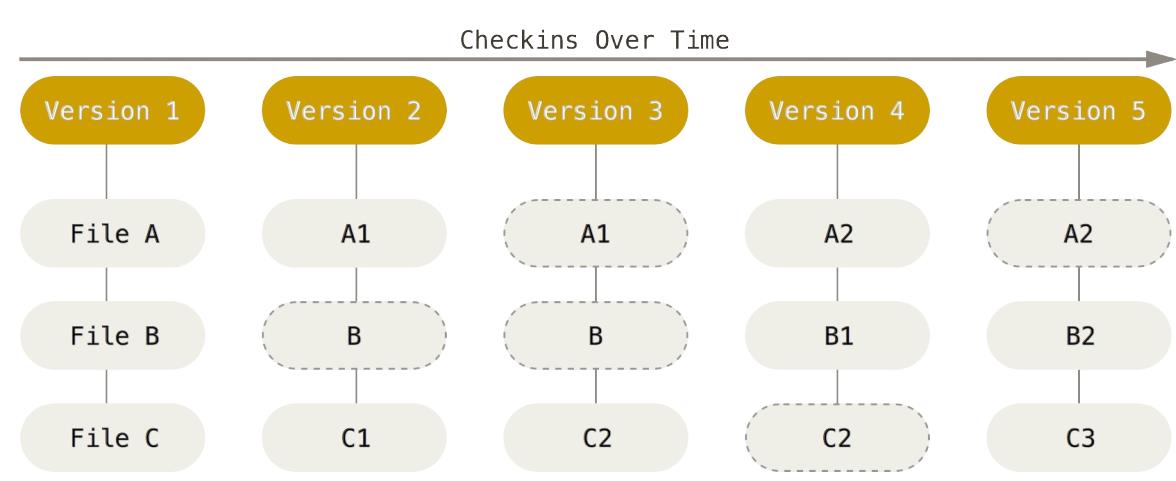 Checkins Over Time
Version 1 Version 2 Version 3 Version 4 Version 5
File A A1 A1 A2 A2
File B B B B1 B2
File C C1 C2 C2 C3